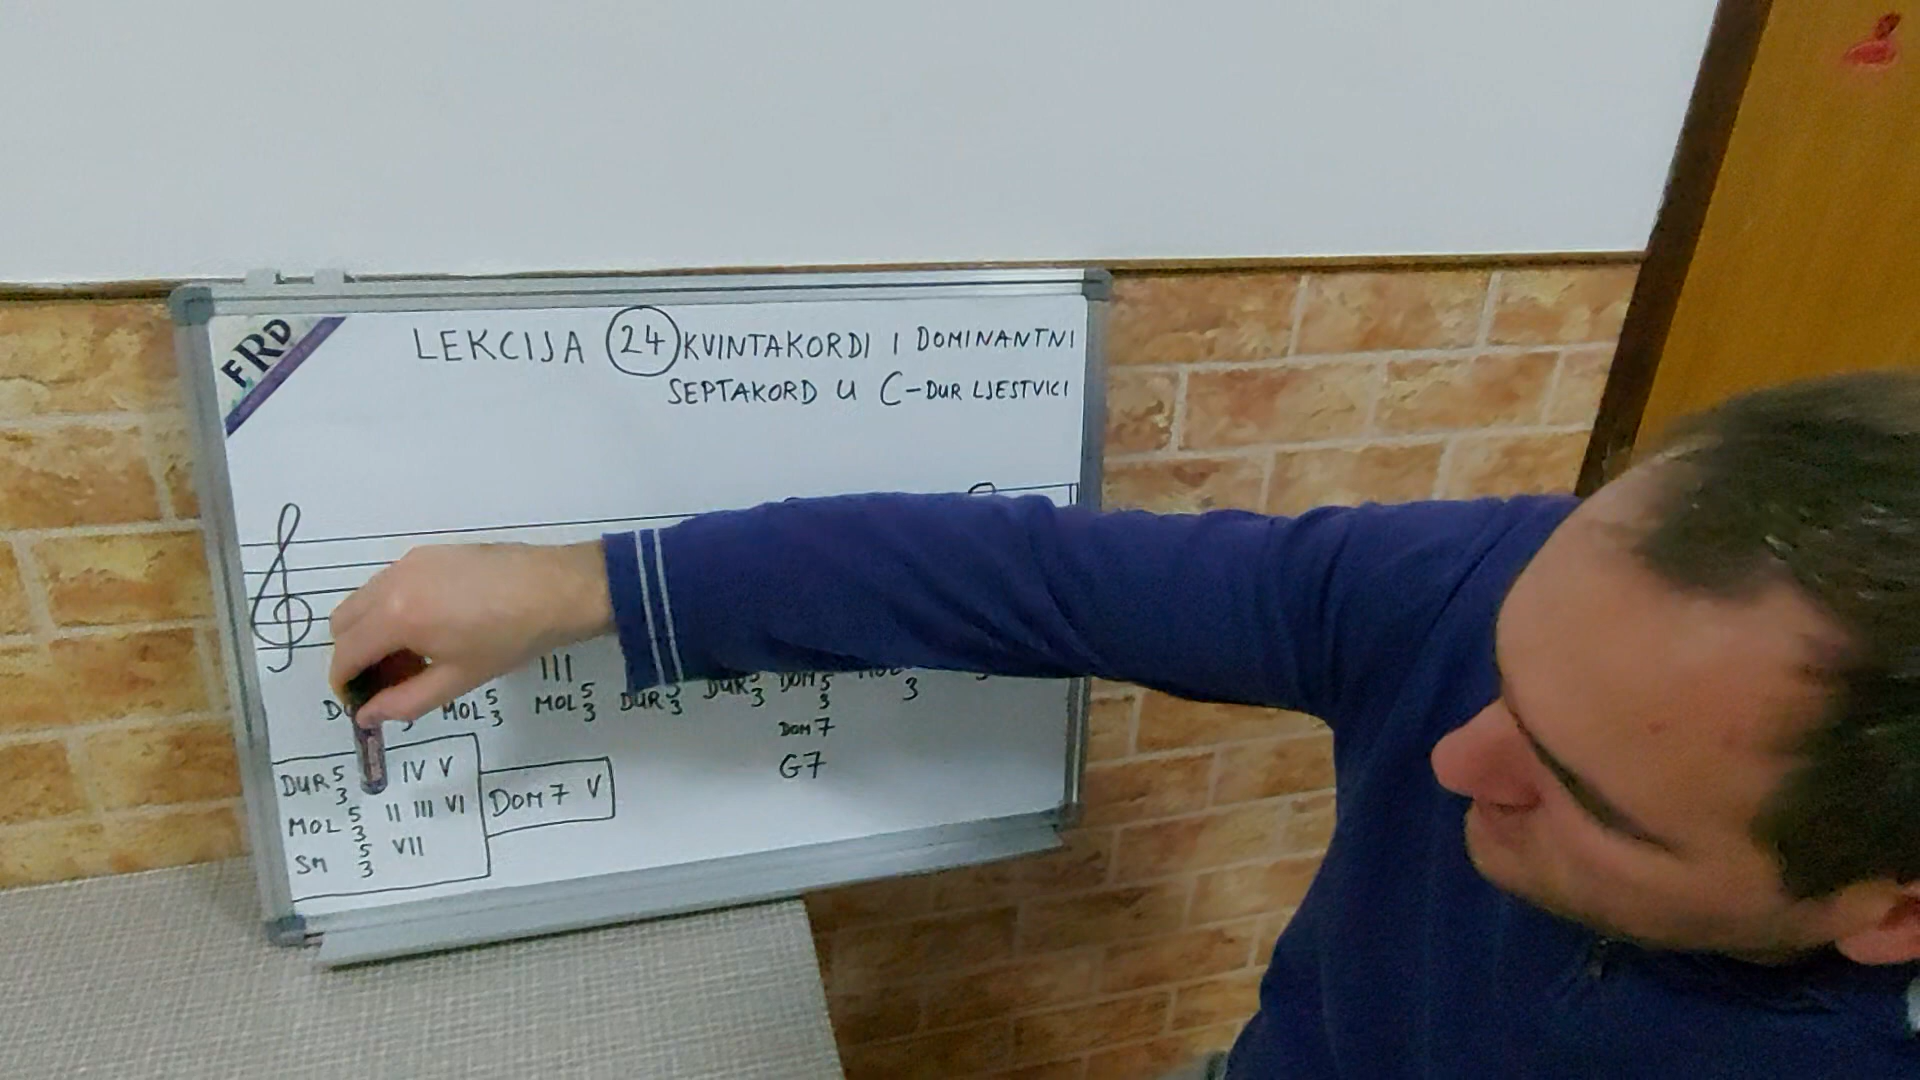 FRD
LEKCIJA 24 KVINTAKORDI I DOMINANTNI
SEPTAKORD U C-DUR LJESTVICI
III
MOL 5 3 MOL 5 3 DUR 5 3 DUR 5 3 DOM 5 3 3
DOM 7
G7
DUR 5 3 IV V
MOL 5 3 II III VI
SM 5 3 VII
DOM 7 V